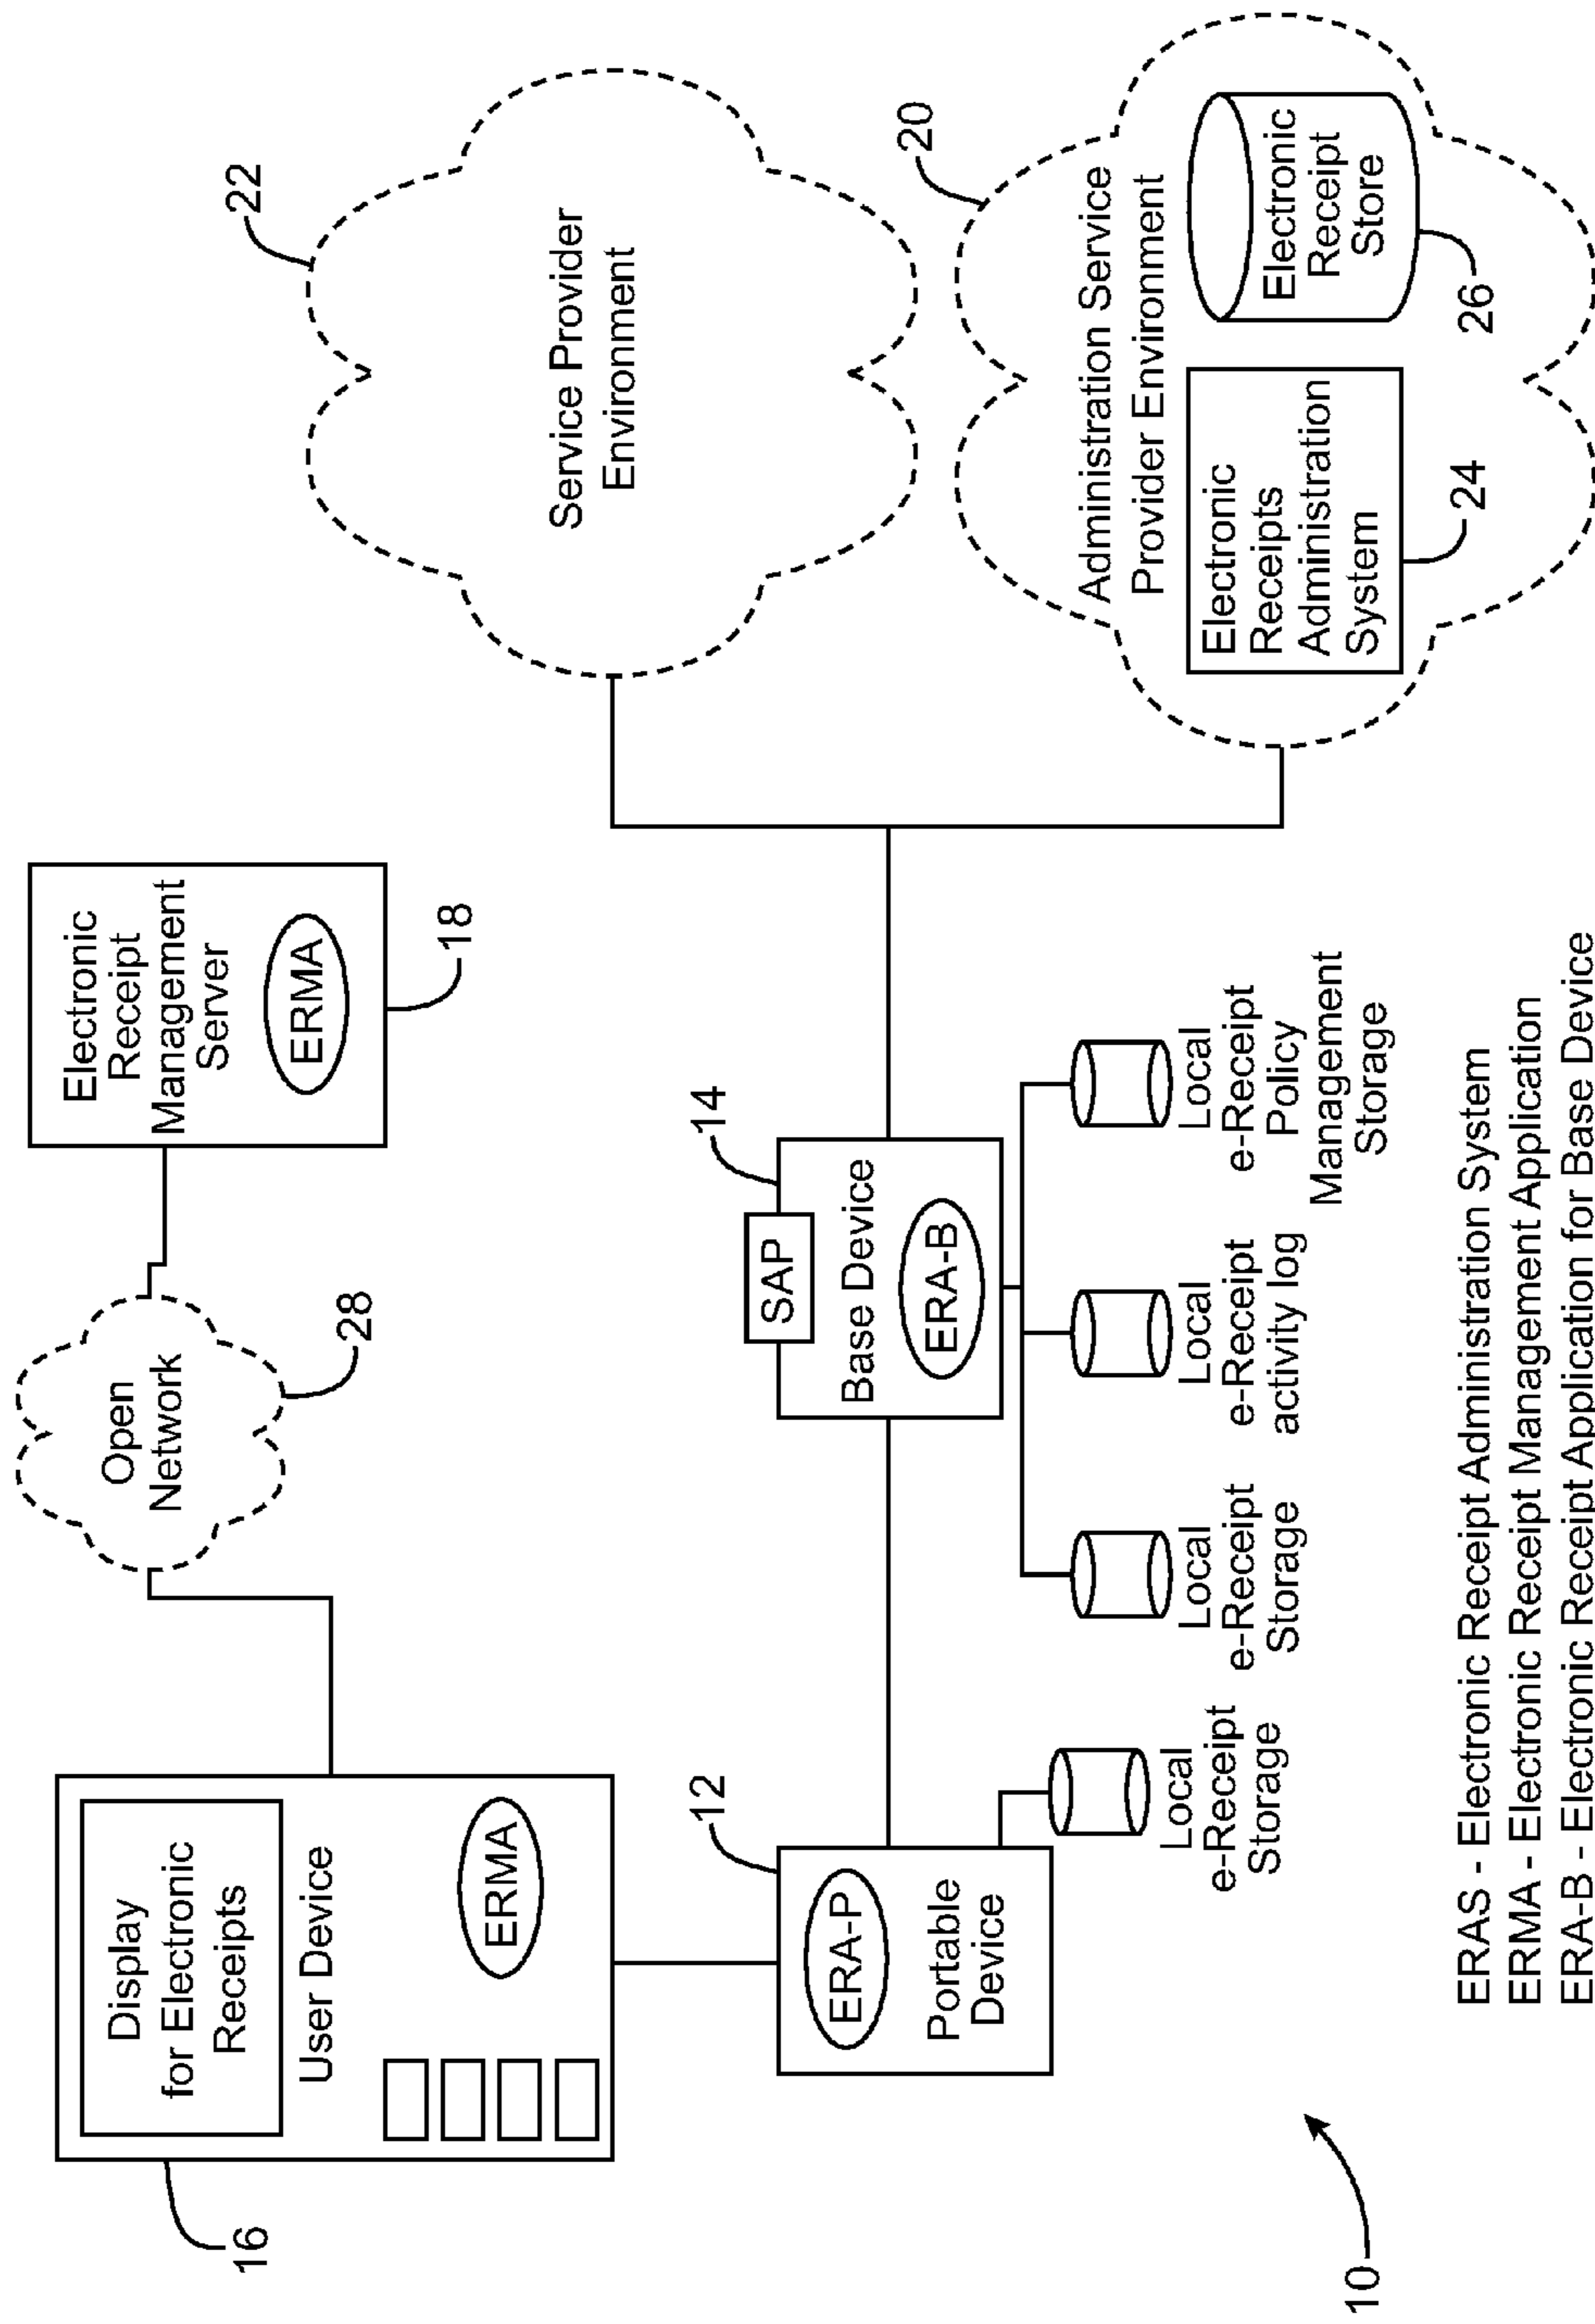 16
Display
for Electronic
Receipts
User Device
ERMA
Open
Network
28
Electronic
Receipt
Management
Server
ERMA
18
22
Service Provider
Environment
12
ERA-P
Portable
Device
Local
e-Receipt
Storage
14
SAP
Base Device
ERA-B
Local
e-Receipt
Storage
Local
e-Receipt
activity log
Local
e-Receipt
Policy
Management
Storage
20
Administration Service
Provider Environment
Electronic
Receipts
Administration
System
24
Electronic
Receipt
Store
26
10
ERAS - Electronic Receipt Administration System
ERMA - Electronic Receipt Management Application
ERA-B - Electronic Receipt Application for Base Device